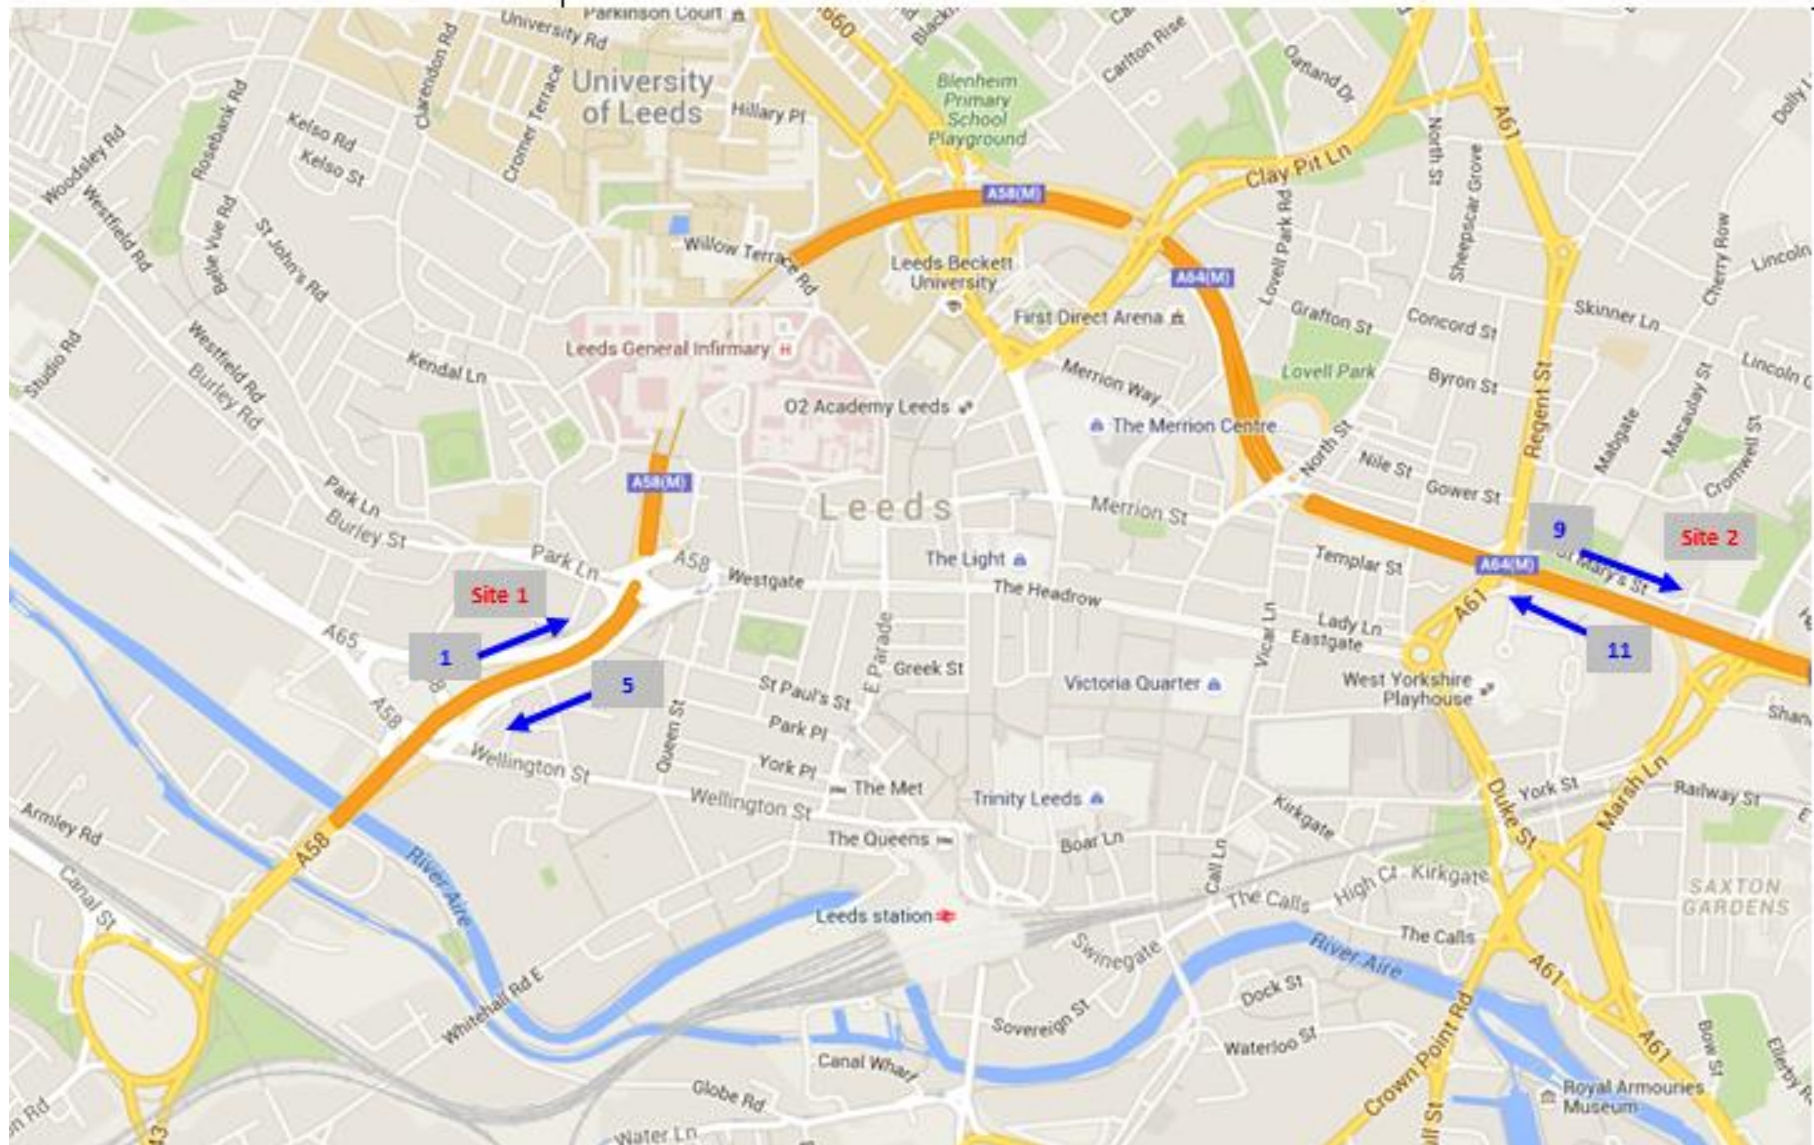 Parkinson Court
University Rd
A660
Carlton Rise
Clarendon Rd
University
of Leeds
Hillary Pl
Blenheim
Primary
School
Playground
Oatland Dr
A61
North St
Rosebank Rd
Kelso Rd
Kelso St
Cromer Terrace
Woodsley Rd
Clay Pit Ln
Sheepscar Grove
A58(M)
Westfield Rd
Belle Vue Rd
St John's Rd
Willow Terrace Rd
Leeds Beckett
University
A64(M)
Lovell Park Rd
Cherry Row
Lincoln
Skinner Ln
First Direct Arena
Grafton St
Concord St
Studio Rd
Westfield Rd
Burley Rd
Kendal Ln
Leeds General Infirmary
H
Merrion Way
Lovell Park
Byron St
Regent St
Macaulay St
O2 Academy Leeds
The Merrion Centre
Mabgate
Cromwell St
North St
Nile St
Gower St
Park Ln
Burley St
A58(M)
Leeds
Merrion St
9
Site 2
Park Ln
A58
Westgate
The Light
The Headrow
Templar St
A64(M)
St Mary's St
Site 1
1
5
A65
A58
A61
Lady Ln
Eastgate
Vicar Ln
11
E Parade
Greek St
St Paul's St
Park Pl
Queen St
Victoria Quarter
West Yorkshire
Playhouse
Wellington St
York Pl
The Met
Wellington St
Trinity Leeds
The Queens
Boar Ln
Kirkgate
Duke St
York St
Marsh Ln
Railway St
Armley Rd
A58
River Aire
Canal St
Call Ln
The Calls
High Ct
Kirkgate
SAXTON
GARDENS
Leeds station
Swinegate
The Calls
River Aire
A61
Whitehall Rd E
Sovereign St
Dock St
Waterloo St
Crown Point Rd
A61
Bow St
Canal Wharf
Globe Rd
Water Ln
Royal Armouries
Museum